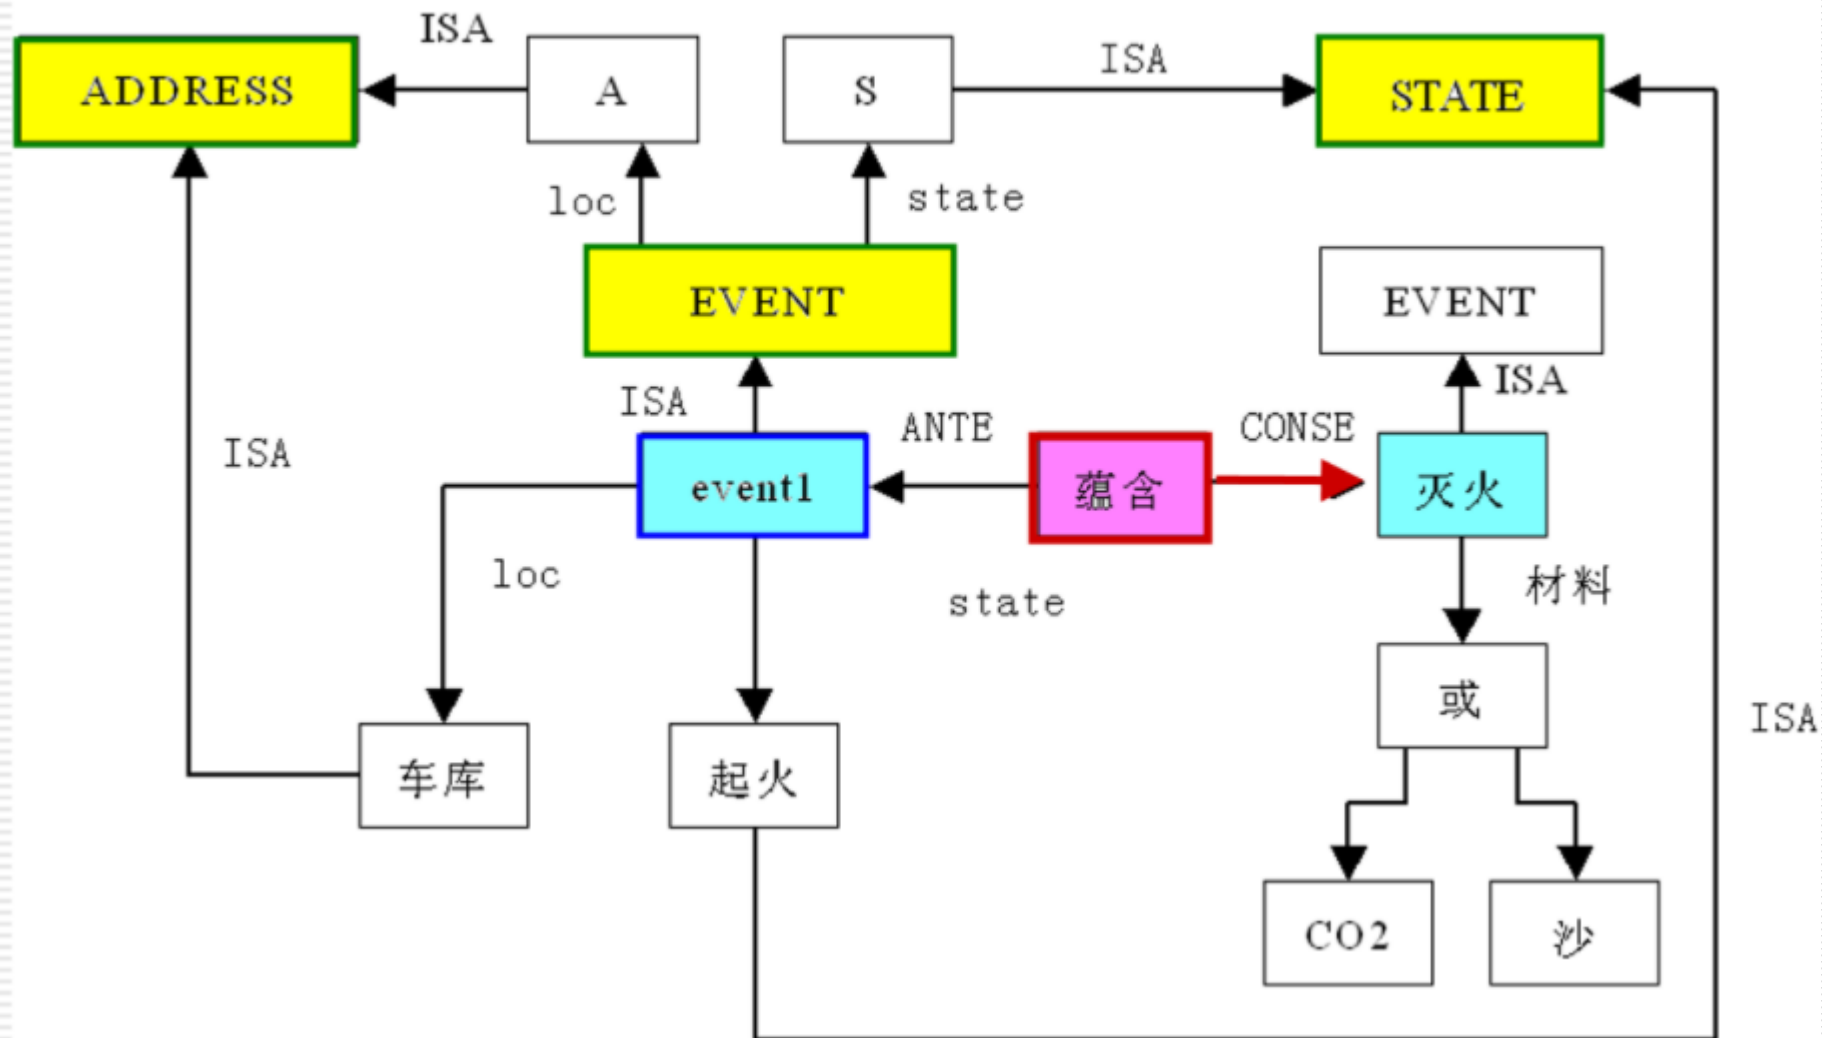 ISA
ADDRESS
A
S
ISA
STATE
loc
state
EVENT
EVENT
ISA
ISA
ISA
ANTE
CONSE
event1
蕴含
灭火
loc
state
材料
或
ISA
车库
起火
CO2
沙